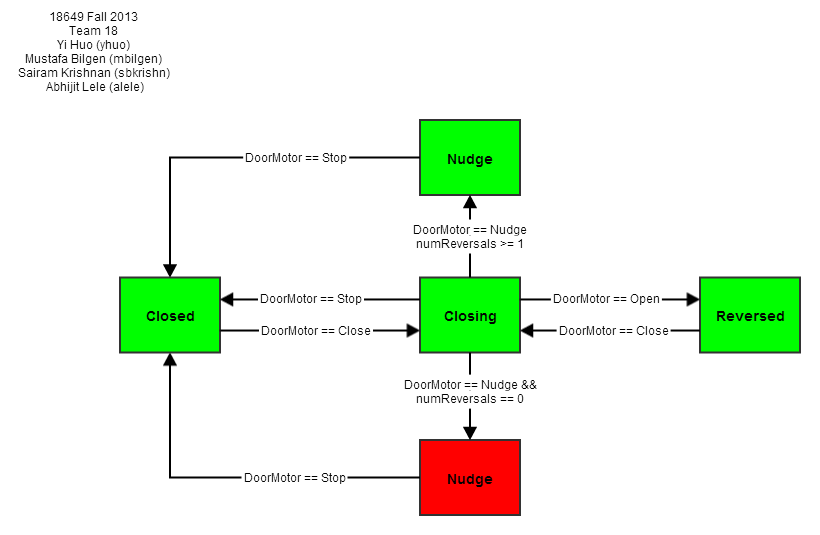 18649 Fall 2013
Team 18
Yi Huo (yhuo)
Mustafa Bilgen (mbilgen)
Sairam Krishnan (sbkrishn)
Abhijit Lele (alele)
DoorMotor == Stop
Nudge
DoorMotor == Nudge
numReversals >= 1
Closed
DoorMotor == Stop
DoorMotor == Close
Closing
DoorMotor == Open
DoorMotor == Close
Reversed
DoorMotor == Nudge &&
numReversals == 0
DoorMotor == Stop
Nudge